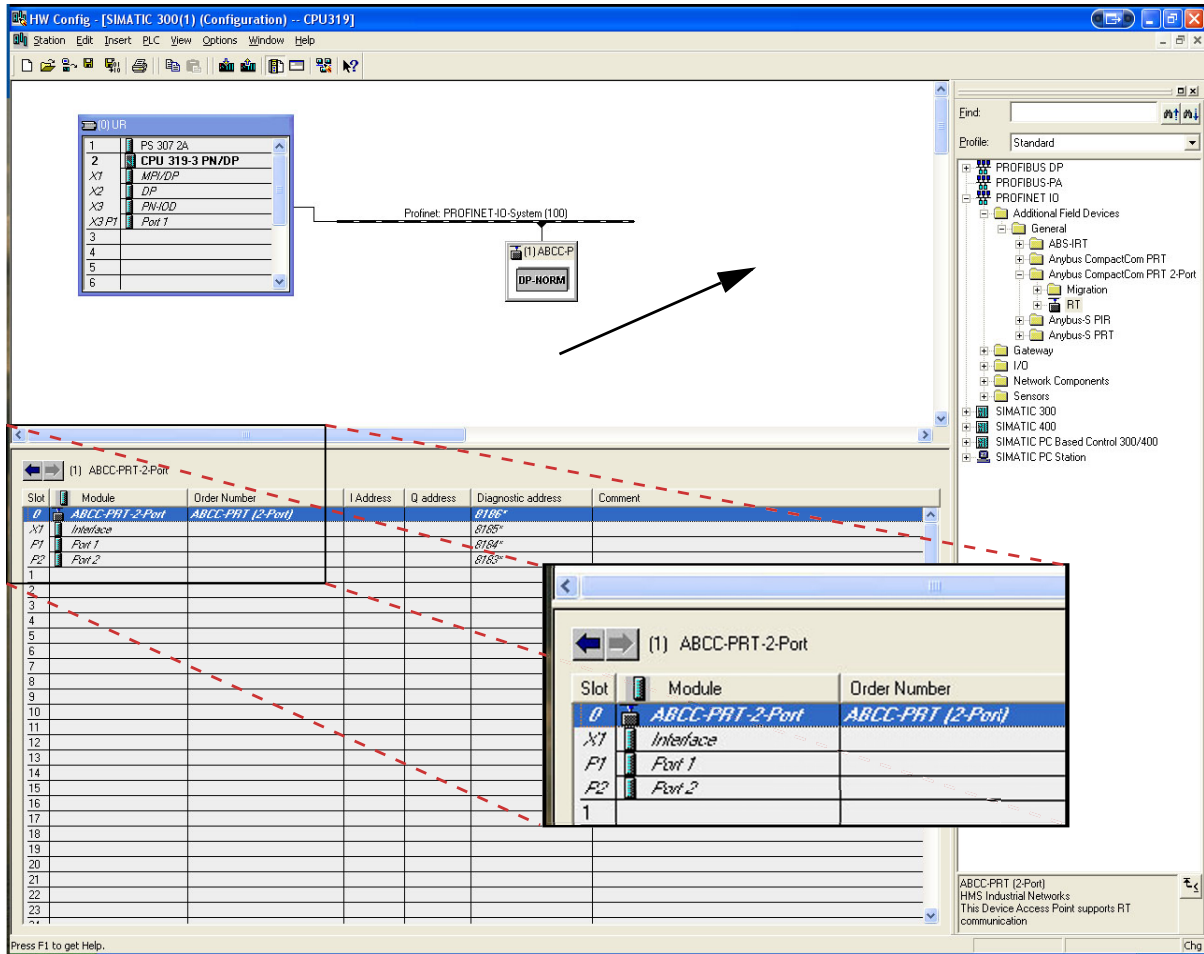 HW Config - [SIMATIC 300(1) (Configuration) -- CPU319]
Station Edit Insert PLC View Options Window Help
(0) UR
1 PS 307 2A
2 CPU 319-3 PN/DP
X1 MPI/DP
X2 DP
X3 PN-IOD
X3 P1 Port 1
3
4
5
6
Profinet: PROFINET-IO-System (100)
(1) ABCC-P
DP-NORM
Find:
Profile: Standard
PROFIBUS DP
PROFIBUS-PA
PROFINET IO
Additional Field Devices
General
ABS-IRT
Anybus CompactCom PRT
Anybus CompactCom PRT 2-Port
Migration
RT
Anybus-S PIR
Anybus-S PRT
Gateway
I/O
Network Components
Sensors
SIMATIC 300
SIMATIC 400
SIMATIC PC Based Control 300/400
SIMATIC PC Station
(1) ABCC-PRT-2-Port
Slot Module Order Number I Address Q address Diagnostic address Comment
0 ABCC-PRT-2-Port ABCC-PRT (2-Port) 8186*
X1 Interface 8185*
P1 Port 1 8184*
P2 Port 2 8183*
1
2
3
4
5
6
7
8
9
10
11
12
13
14
15
16
17
18
19
20
21
22
23
(1) ABCC-PRT-2-Port
Slot Module Order Number
0 ABCC-PRT-2-Port ABCC-PRT (2-Port)
X1 Interface
P1 Port 1
P2 Port 2
1
ABCC-PRT (2-Port)
HMS Industrial Networks
This Device Access Point supports RT
communication
Press F1 to get Help.
Chg